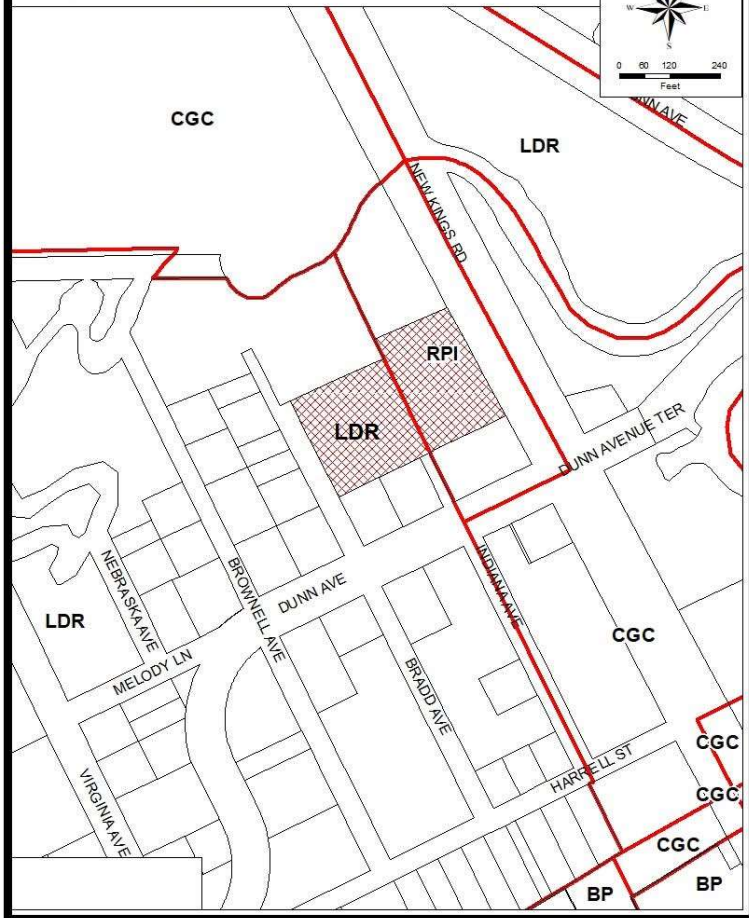 W E
S
0 60 120 240
Feet
CGC
LDR
NEW KINGS RD
RPI
LDR
DUNN AVENUE TER
NEBRASKA AVE
BROWNELL AVE
DUNN AVE
INDIANA AVE
LDR
CGC
MELODY LN
BRADD AVE
VIRGINIA AVE
HARRELL ST
CGC
CGC
CGC
BP
BP